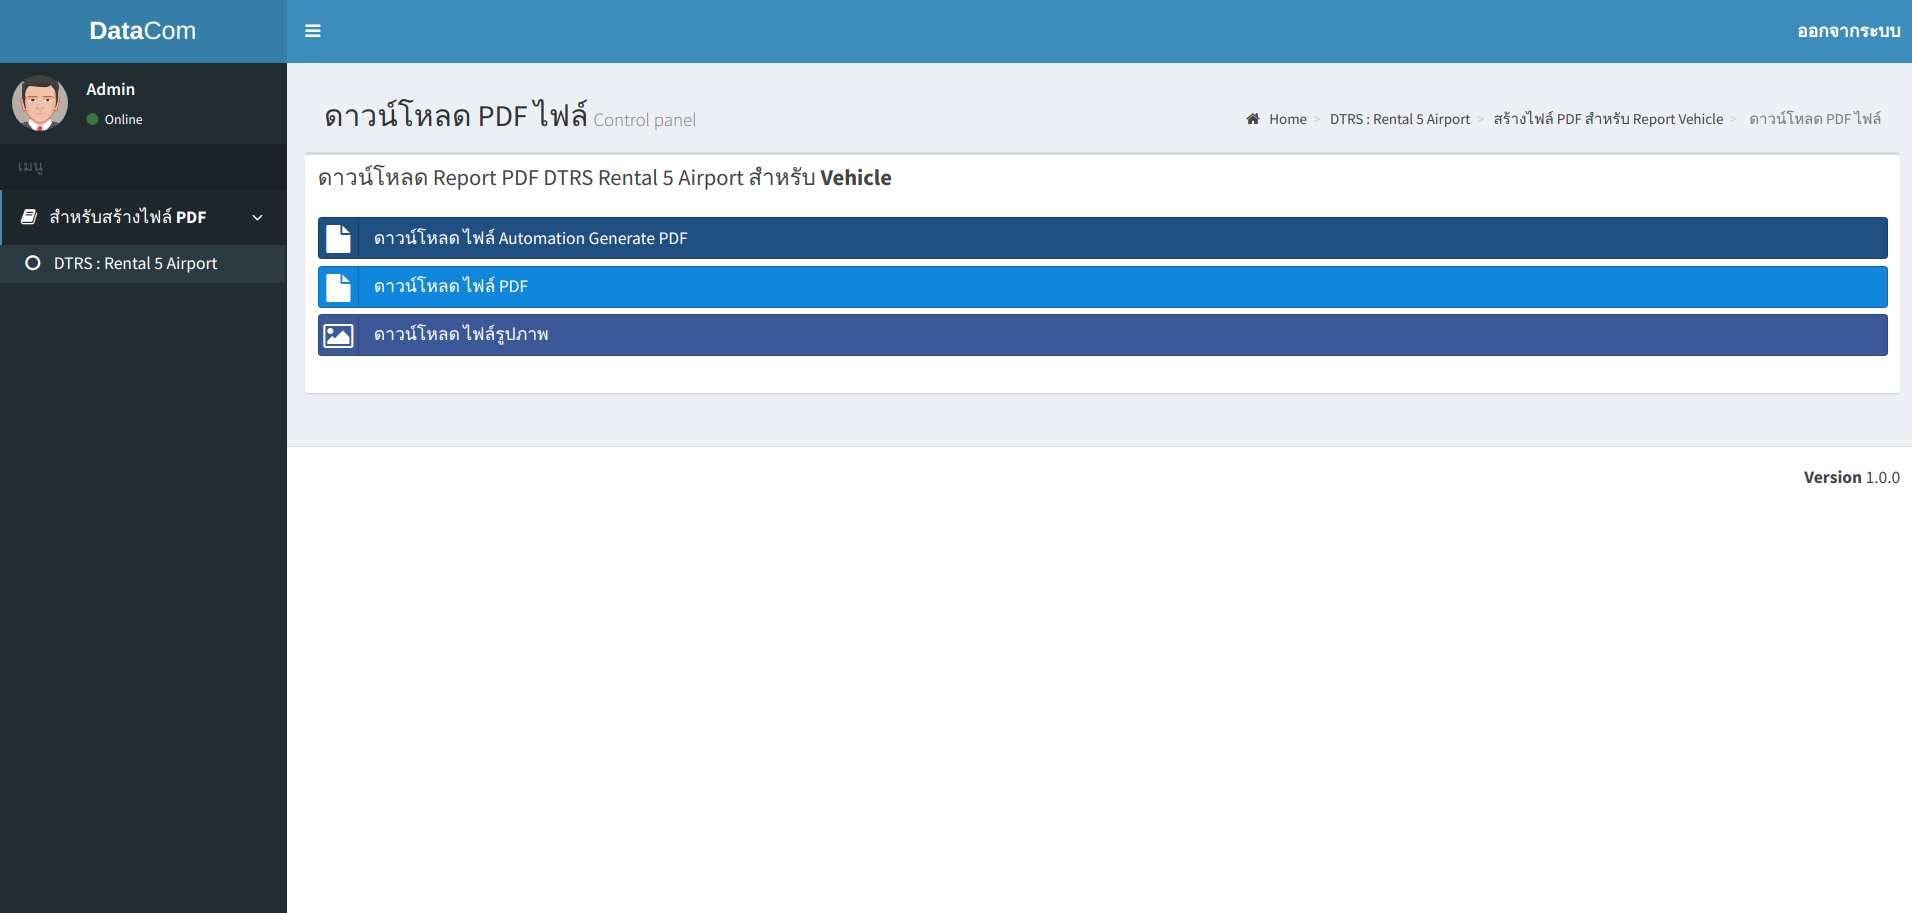 DataCom
ออกจากระบบ
Admin
Online
เมนู
สำหรับสร้างไฟล์ PDF
DTRS : Rental 5 Airport
ดาวน์โหลด PDF ไฟล์ Control panel
Home > DTRS : Rental 5 Airport > สร้างไฟล์ PDF สำหรับ Report Vehicle > ดาวน์โหลด PDF ไฟล์
ดาวน์โหลด Report PDF DTRS Rental 5 Airport สำหรับ Vehicle
ดาวน์โหลด ไฟล์ Automation Generate PDF
ดาวน์โหลด ไฟล์ PDF
ดาวน์โหลด ไฟล์รูปภาพ
Version 1.0.0